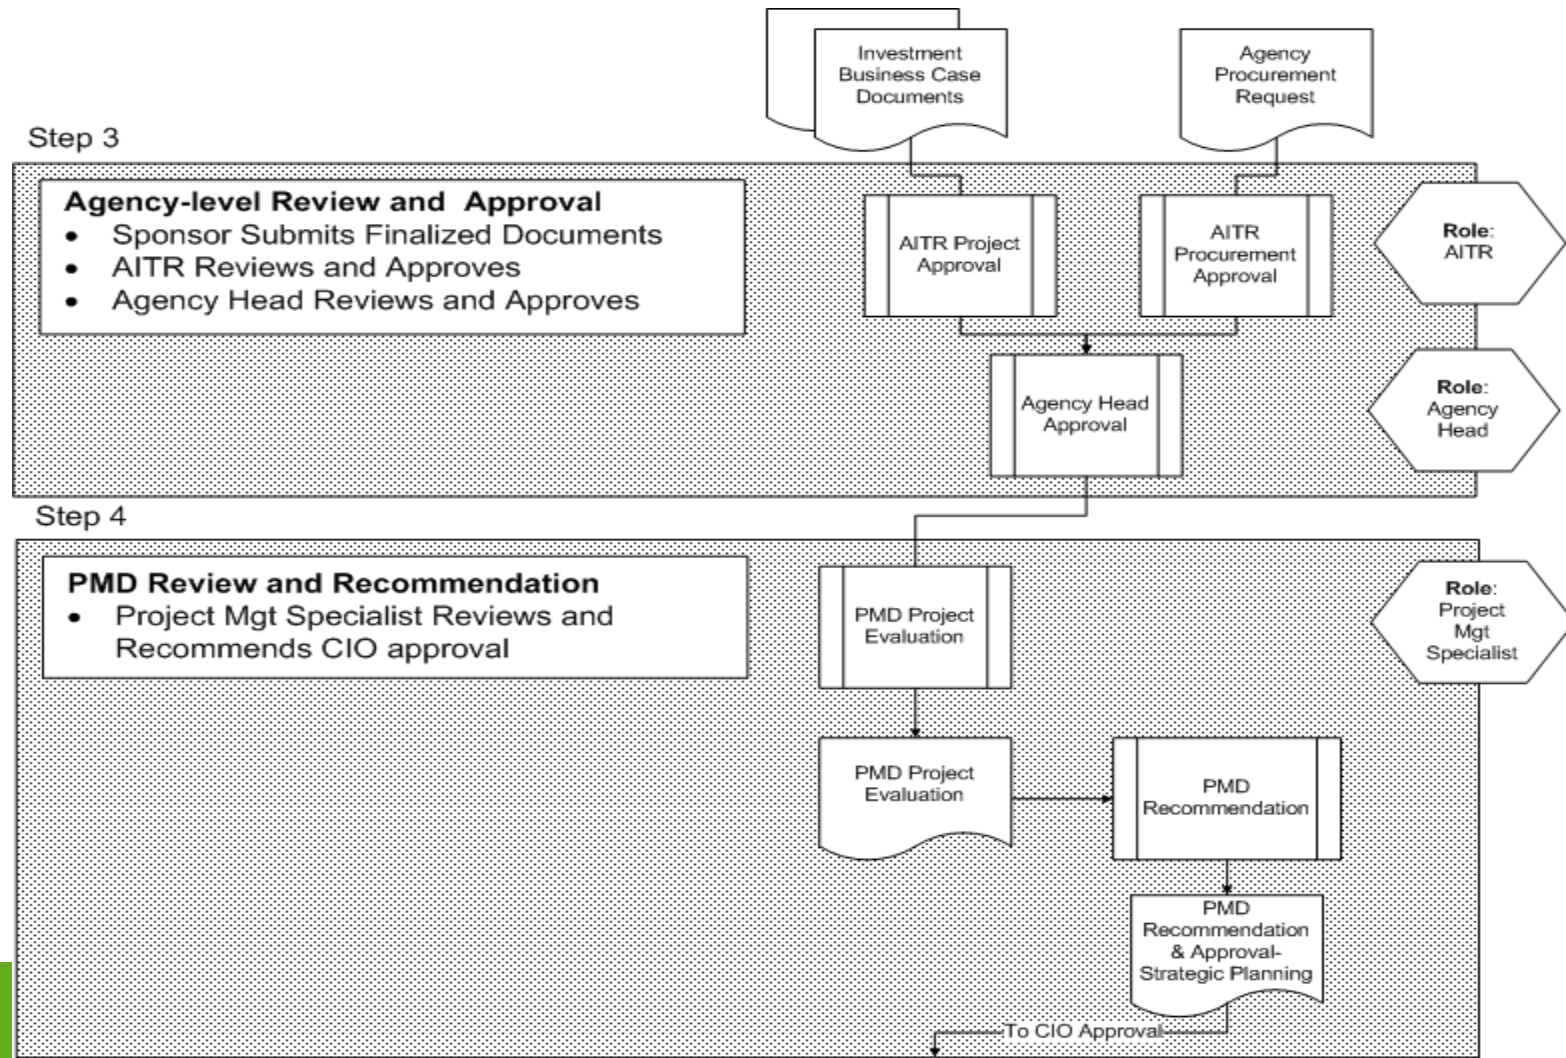 Investment
Business Case
Documents
Agency
Procurement
Request
Step 3
Agency-level Review and Approval
• Sponsor Submits Finalized Documents
• AITR Reviews and Approves
• Agency Head Reviews and Approves
AITR Project
Approval
AITR
Procurement
Approval
Role:
AITR
Agency Head
Approval
Role:
Agency
Head
Step 4
PMD Review and Recommendation
• Project Mgt Specialist Reviews and
Recommends CIO approval
PMD Project
Evaluation
Role:
Project
Mgt
Specialist
PMD Project
Evaluation
PMD
Recommendation
PMD
Recommendation
& Approval-
Strategic Planning
To CIO Approval